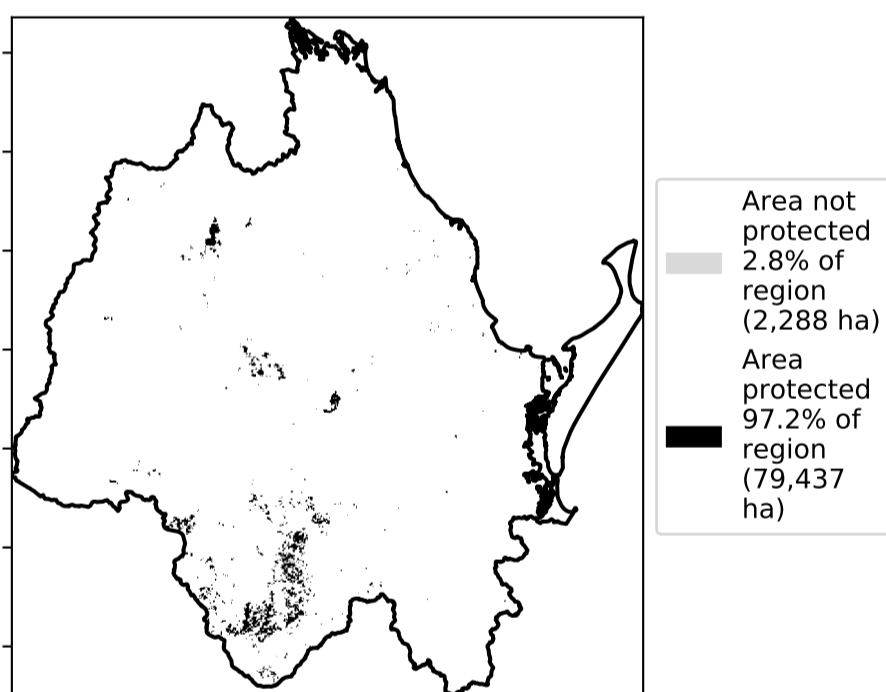 Area not
protected
2.8% of
region
(2,288 ha)
Area
protected
97.2% of
region
(79,437
ha)